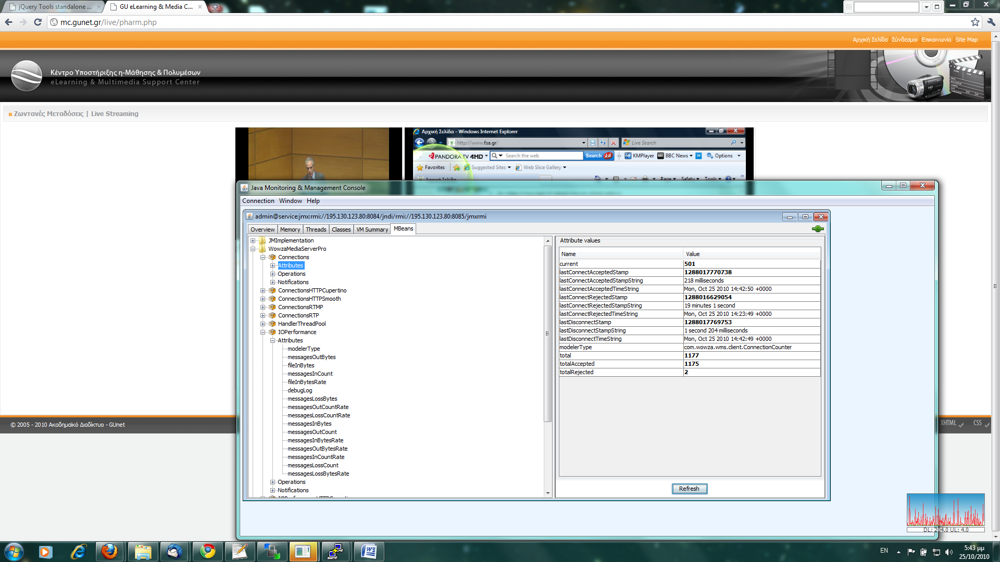 jQuery Tools standalone ...
GU eLearning & Media C...
mc.gunet.gr/live/pharm.php
Αρχική Σελίδα | Σύνδεσμοι | Επικοινωνία | Site Map
Κέντρο Υποστήριξης η-Μάθησης & Πολυμέσων
eLearning & Multimedia Support Center
Ζωντανές Μεταδόσεις | Live Streaming
Αρχική Σελίδα - Windows Internet Explorer
http://www.fsa.gr/
Live Search
PANDORA.TV 4HD
Search the web
Search Ask
KMPlayer
BBC News
Options
Favorites
Suggested Sites
Web Slice Gallery
Αρχική Σελίδα
Page Safety Tools
Java Monitoring & Management Console
Connection Window Help
admin@service:jmx:rmi://195.130.123.80:8084/jndi/rmi://195.130.123.80:8085/jmxrmi
Overview Memory Threads Classes VM Summary MBeans
JMImplementation
WowzaMediaServerPro
Connections
Attributes
Operations
Notifications
ConnectionsHTTPCupertino
ConnectionsHTTPSmooth
ConnectionsRTMP
ConnectionsRTP
HandlerThreadPool
IOPerformance
Attributes
modelerType
messagesOutBytes
fileInBytes
messagesInCount
fileInBytesRate
debugLog
messagesLossBytes
messagesOutCountRate
messagesLossCountRate
messagesInBytes
messagesOutCount
messagesInBytesRate
messagesOutBytesRate
messagesInCountRate
messagesLossCount
messagesLossBytesRate
Operations
Notifications
Attribute values
Name Value
current 501
lastConnectAcceptedStamp 1288017770738
lastConnectAcceptedStampString 218 milliseconds
lastConnectAcceptedTimeString Mon, Oct 25 2010 14:42:50 +0000
lastConnectRejectedStamp 1288016629054
lastConnectRejectedStampString 19 minutes 1 second
lastConnectRejectedTimeString Mon, Oct 25 2010 14:23:49 +0000
lastDisconnectStamp 1288017769753
lastDisconnectStampString 1 second 204 milliseconds
lastDisconnectTimeString Mon, Oct 25 2010 14:42:49 +0000
modelerType com.wowza.wms.client.ConnectionCounter
total 1177
totalAccepted 1175
totalRejected 2
Refresh
© 2005 - 2010 Ακαδημαϊκό Διαδίκτυο - GUnet
XHTML CSS
DL: 204.0 UL: 4.0
EN
5:43 μμ
25/10/2010